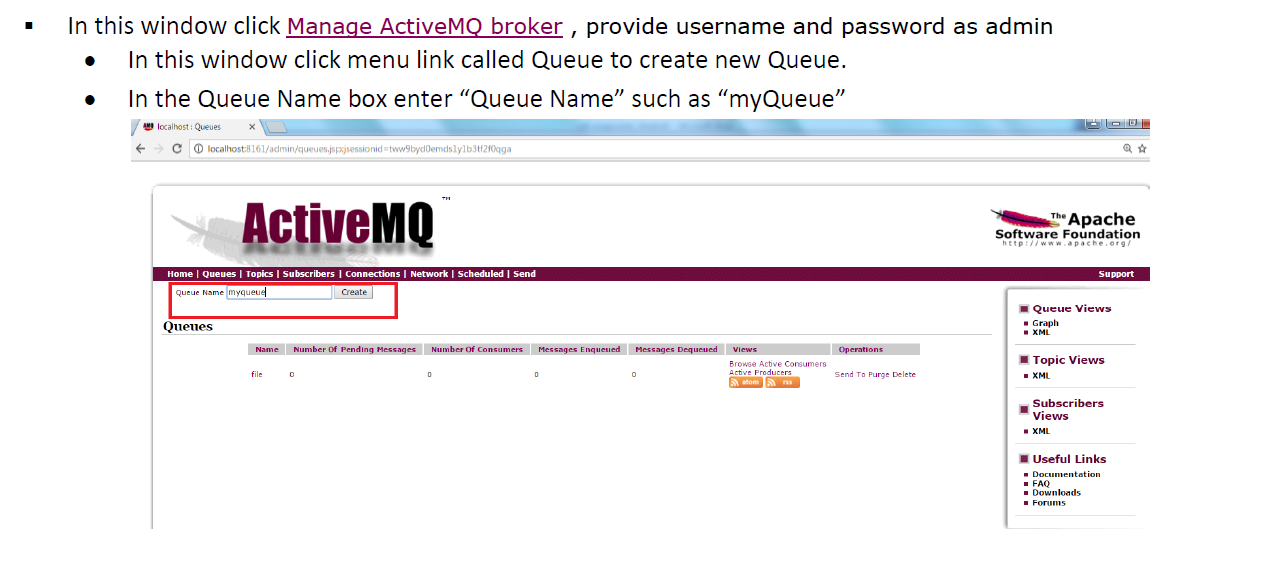 ▪ In this window click Manage ActiveMQ broker , provide username and password as admin
● In this window click menu link called Queue to create new Queue.
● In the Queue Name box enter “Queue Name” such as “myQueue”
localhost : Queues
localhost:8161/admin/queues.jsp;jsessionid=tww9byd0emds1y1b3tf2f0qga
ActiveMQ ™
The Apache
Software Foundation
http://www.apache.org/
Home | Queues | Topics | Subscribers | Connections | Network | Scheduled | Send
Support
Queue Name myqueue Create
Queues
Name Number Of Pending Messages Number Of Consumers Messages Enqueued Messages Dequeued Views Operations
file 0 0 0 0 Browse Active Consumers
Active Producers
atom rss
Send To Purge Delete
Queue Views
Graph
XML
Topic Views
XML
Subscribers
Views
XML
Useful Links
Documentation
FAQ
Downloads
Forums